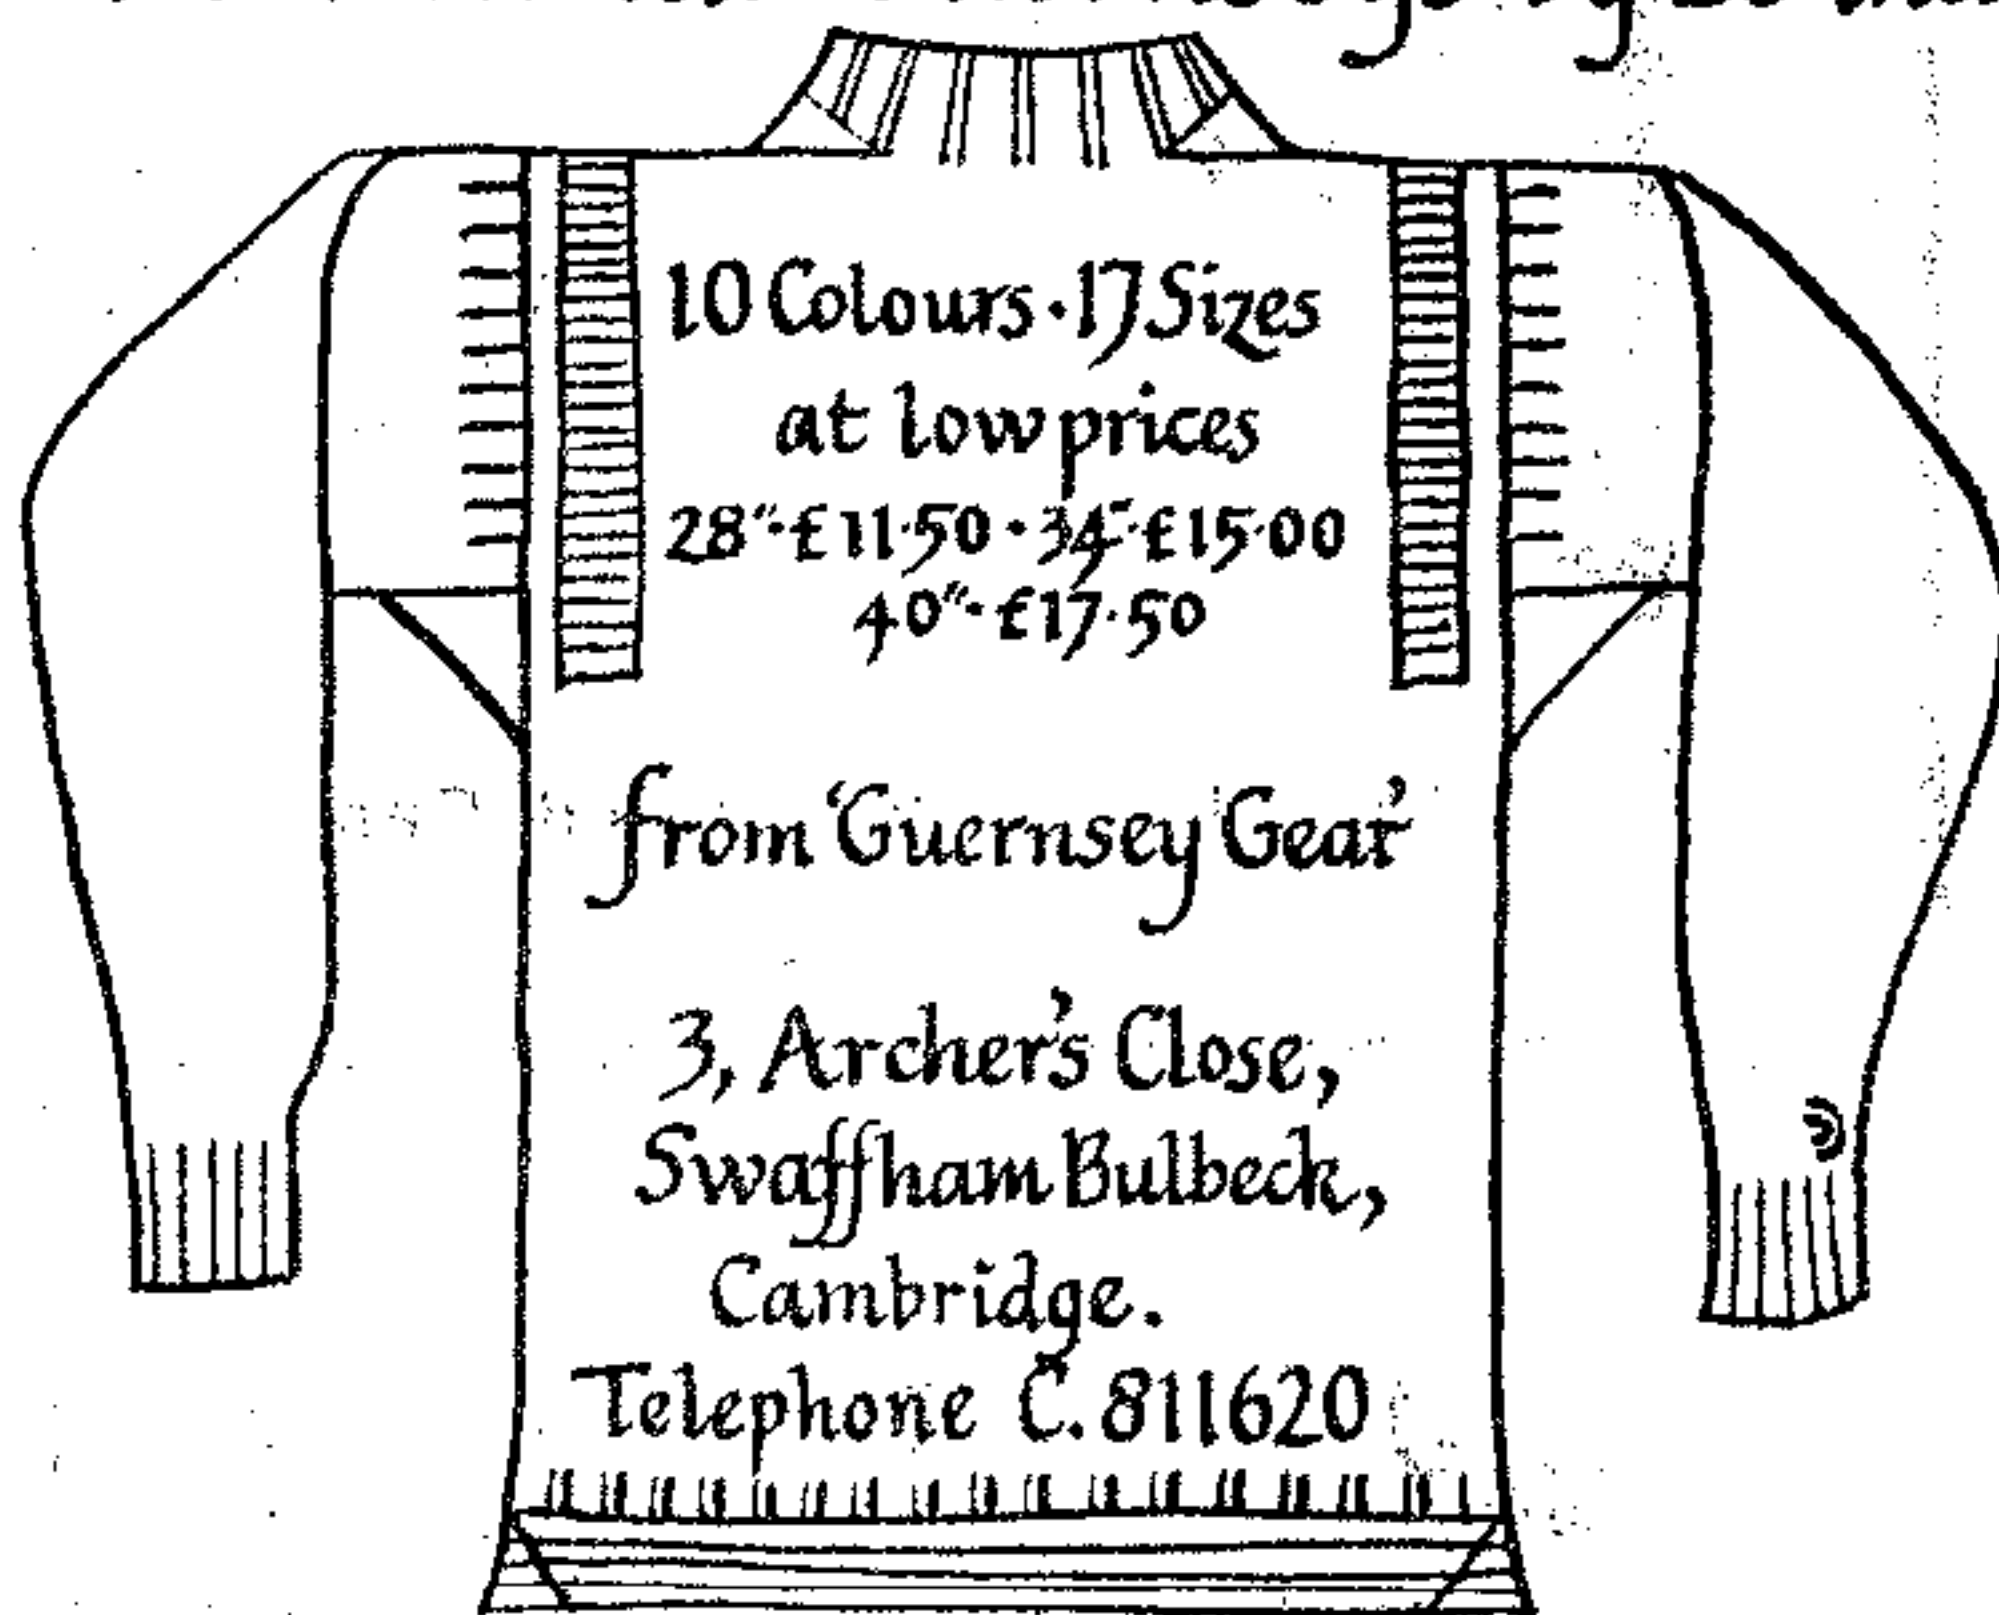 10 Colours · 17 Sizes
at low prices
28"·£11·50 · 34"·£15·00
40"·£17·50
from 'Guernsey Gear'
3, Archer's Close,
Swaffham Bulbeck,
Cambridge.
Telephone C. 811620